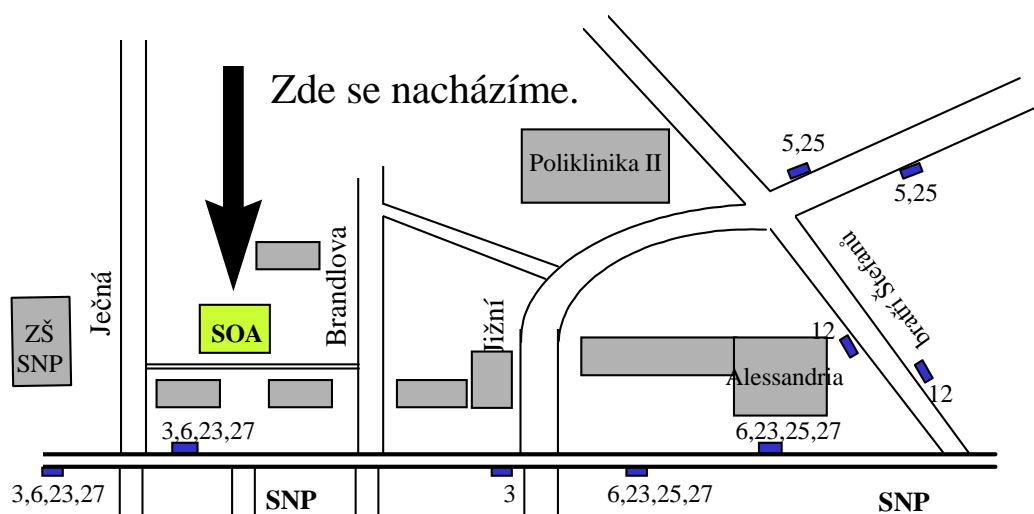 Zde se nacházíme.
5,25
Poliklinika II
5,25
Ječná
Brandlova
bratří Štefanů
ZŠ
SNP
SOA
Jižní
12
Alessandria
12
3,6,23,27
6,23,25,27
3,6,23,27
SNP
3
6,23,25,27
SNP